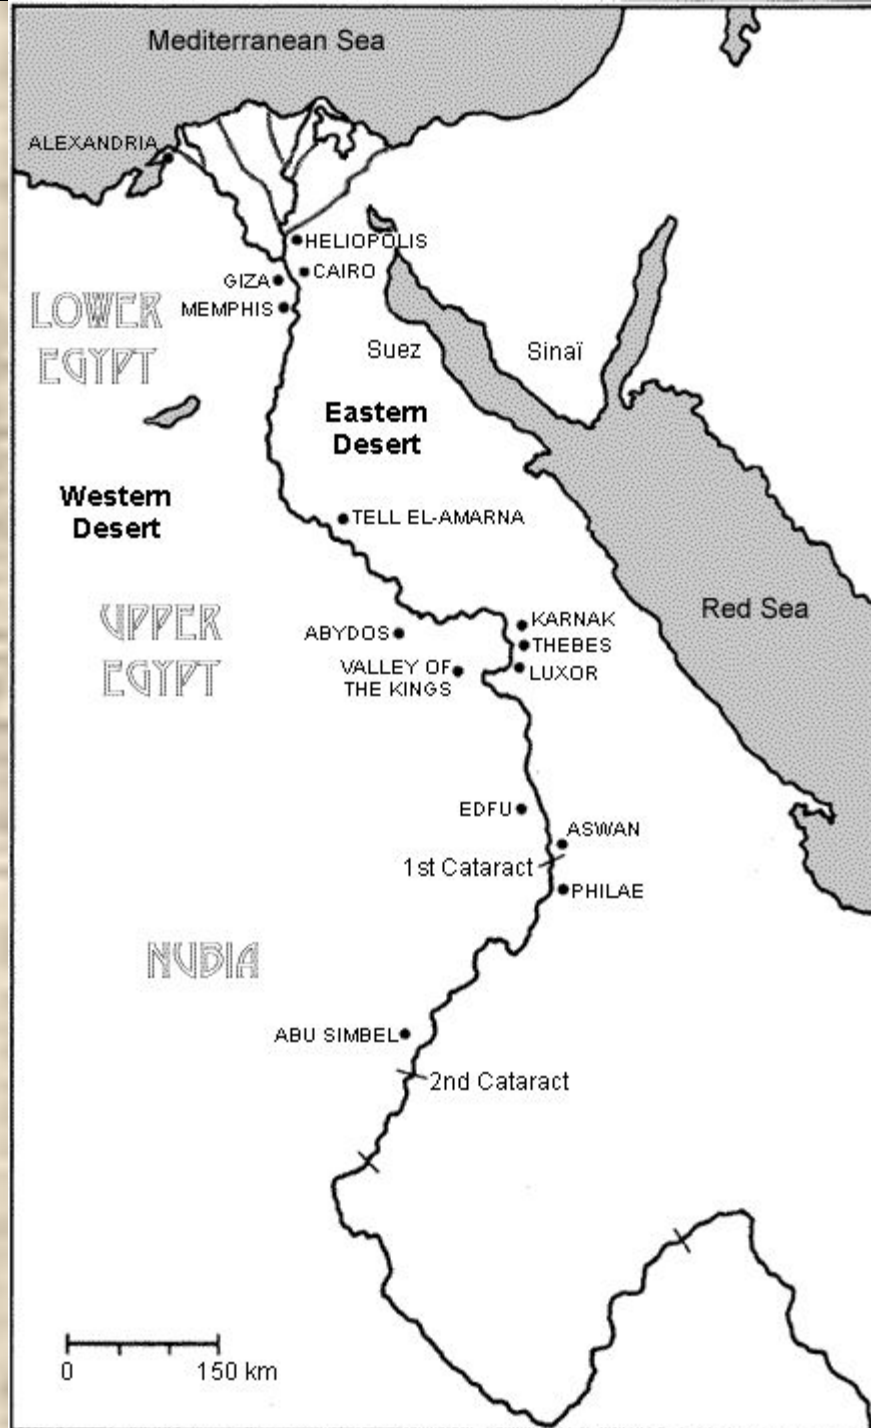 Mediterranean Sea
ALEXANDRIA
HELIOPOLIS
CAIRO
GIZA
MEMPHIS
LOWER
EGYPT
Suez
Sinaï
Eastern
Desert
Western
Desert
TELL EL-AMARNA
UPPER
EGYPT
Red Sea
KARNAK
ABYDOS
THEBES
VALLEY OF
THE KINGS
LUXOR
EDFU
ASWAN
1st Cataract
PHILAE
NUBIA
ABU SIMBEL
2nd Cataract
0 150 km